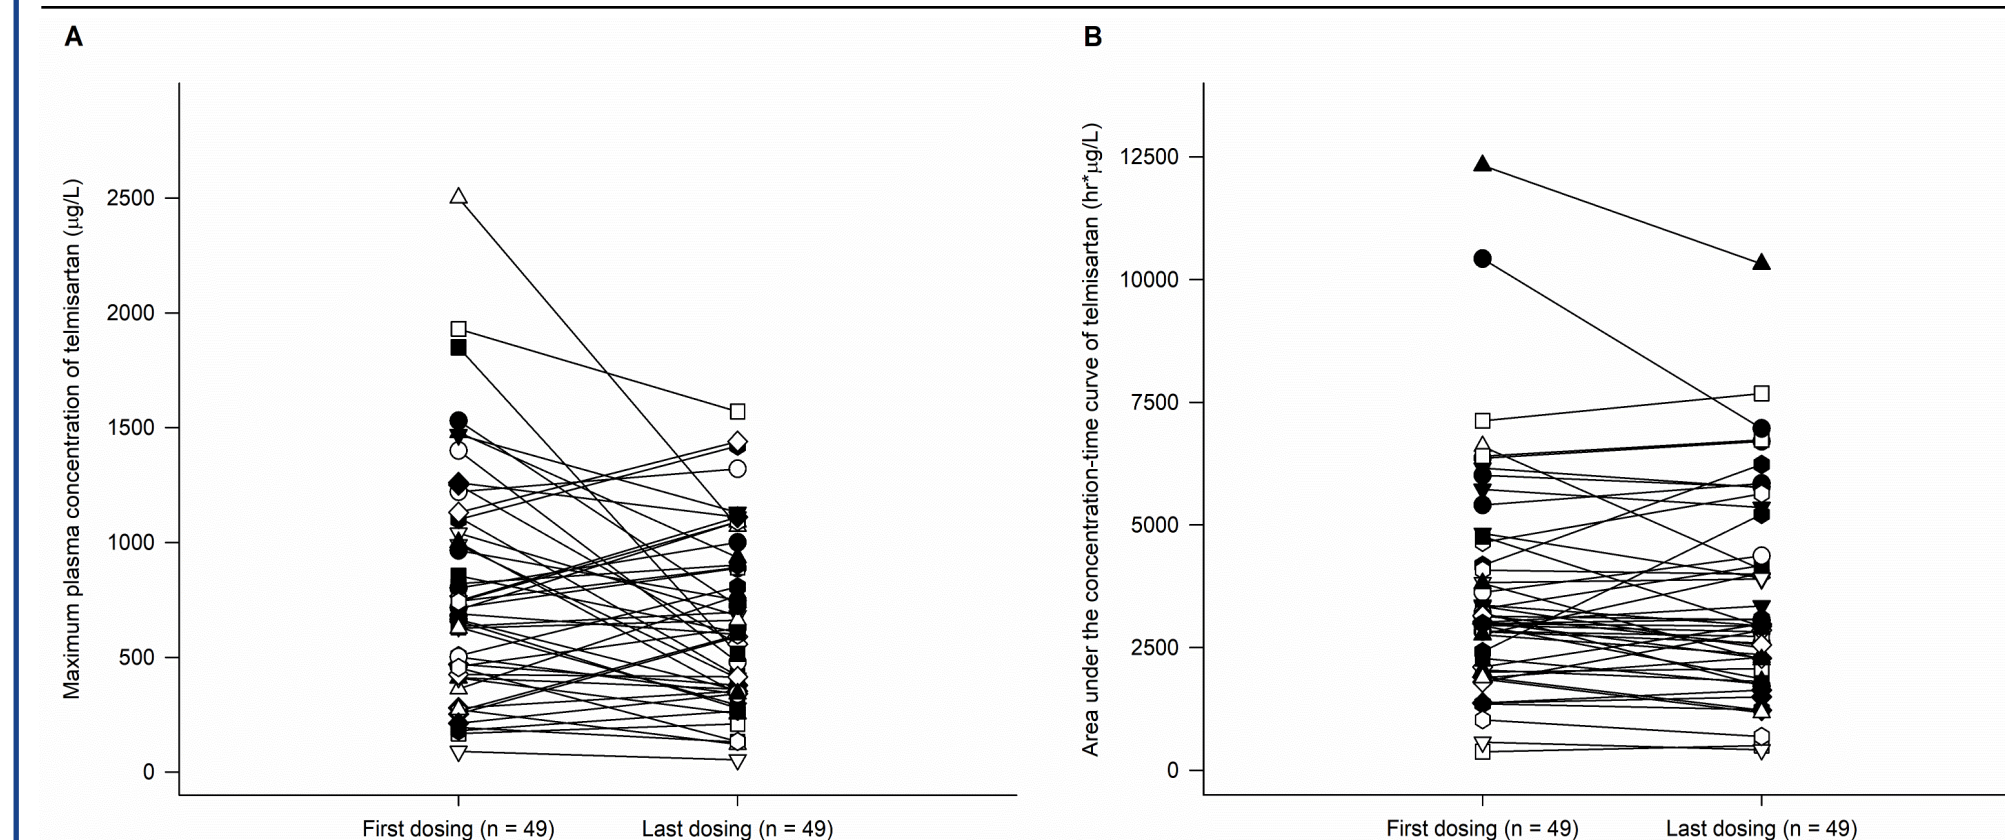 A
Maximum plasma concentration of telmisartan (µg/L)
2500
2000
1500
1000
500
0
First dosing (n = 49)
Last dosing (n = 49)
B
Area under the concentration-time curve of telmisartan (hr*µg/L)
12500
10000
7500
5000
2500
0
First dosing (n = 49)
Last dosing (n = 49)